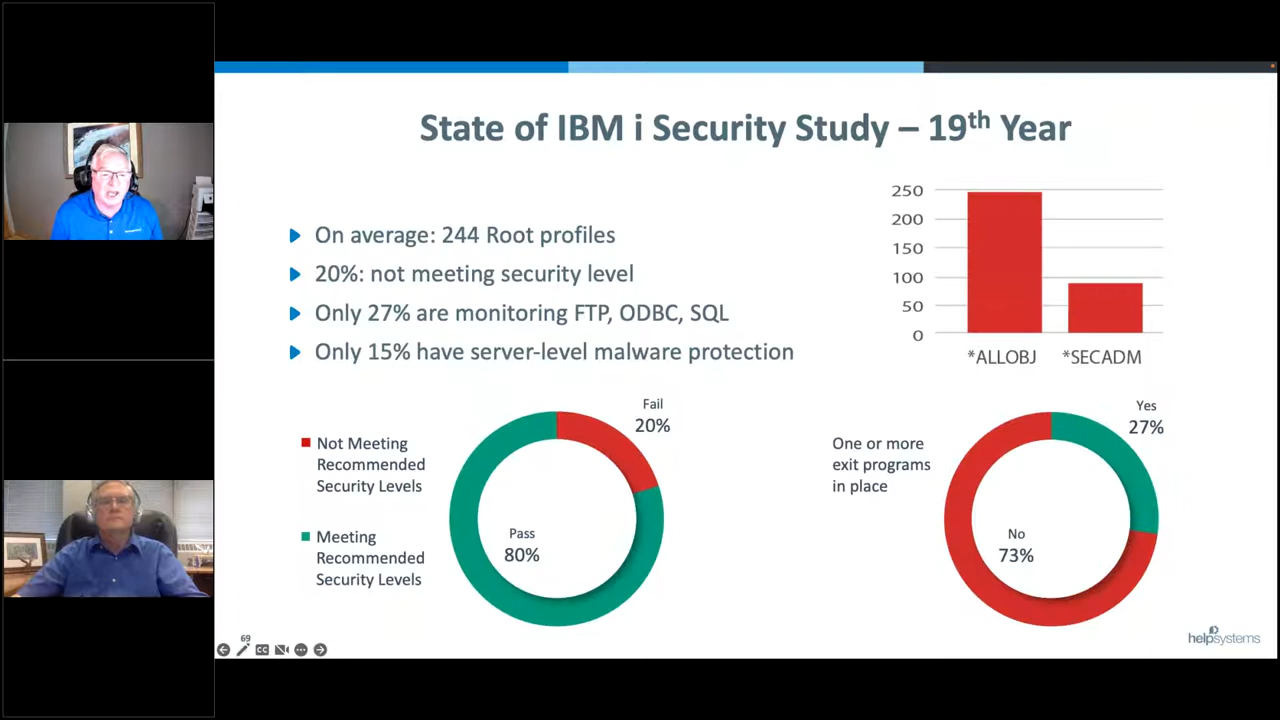 State of IBM i Security Study – 19th Year
On average: 244 Root profiles
20%: not meeting security level
Only 27% are monitoring FTP, ODBC, SQL
Only 15% have server-level malware protection
250
200
150
100
50
0
*ALLOBJ *SECADM
Not Meeting
Recommended
Security Levels
Meeting
Recommended
Security Levels
Fail
20%
Pass
80%
One or more
exit programs
in place
Yes
27%
No
73%
69
CC
helpsystems